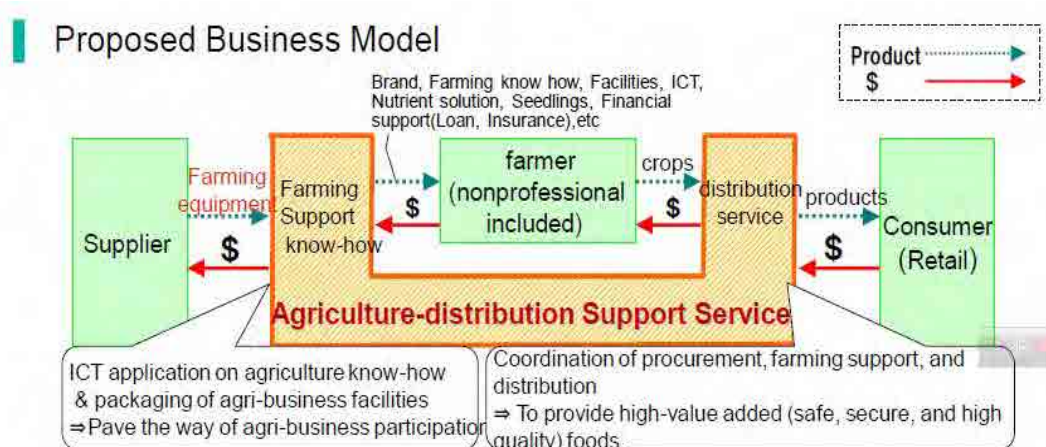 Proposed Business Model
Product
$
Brand, Farming know how, Facilities, ICT,
Nutrient solution, Seedlings, Financial
support(Loan, Insurance),etc
Supplier
Farming
equipment
$
Farming
Support
know-how
$
farmer
(nonprofessional
included)
crops
$
distribution
service
products
$
Consumer
(Retail)
Agriculture-distribution Support Service
ICT application on agriculture know-how
& packaging of agri-business facilities
⇒Pave the way of agri-business participation
Coordination of procurement, farming support, and
distribution
⇒ To provide high-value added (safe, secure, and high
quality) foods